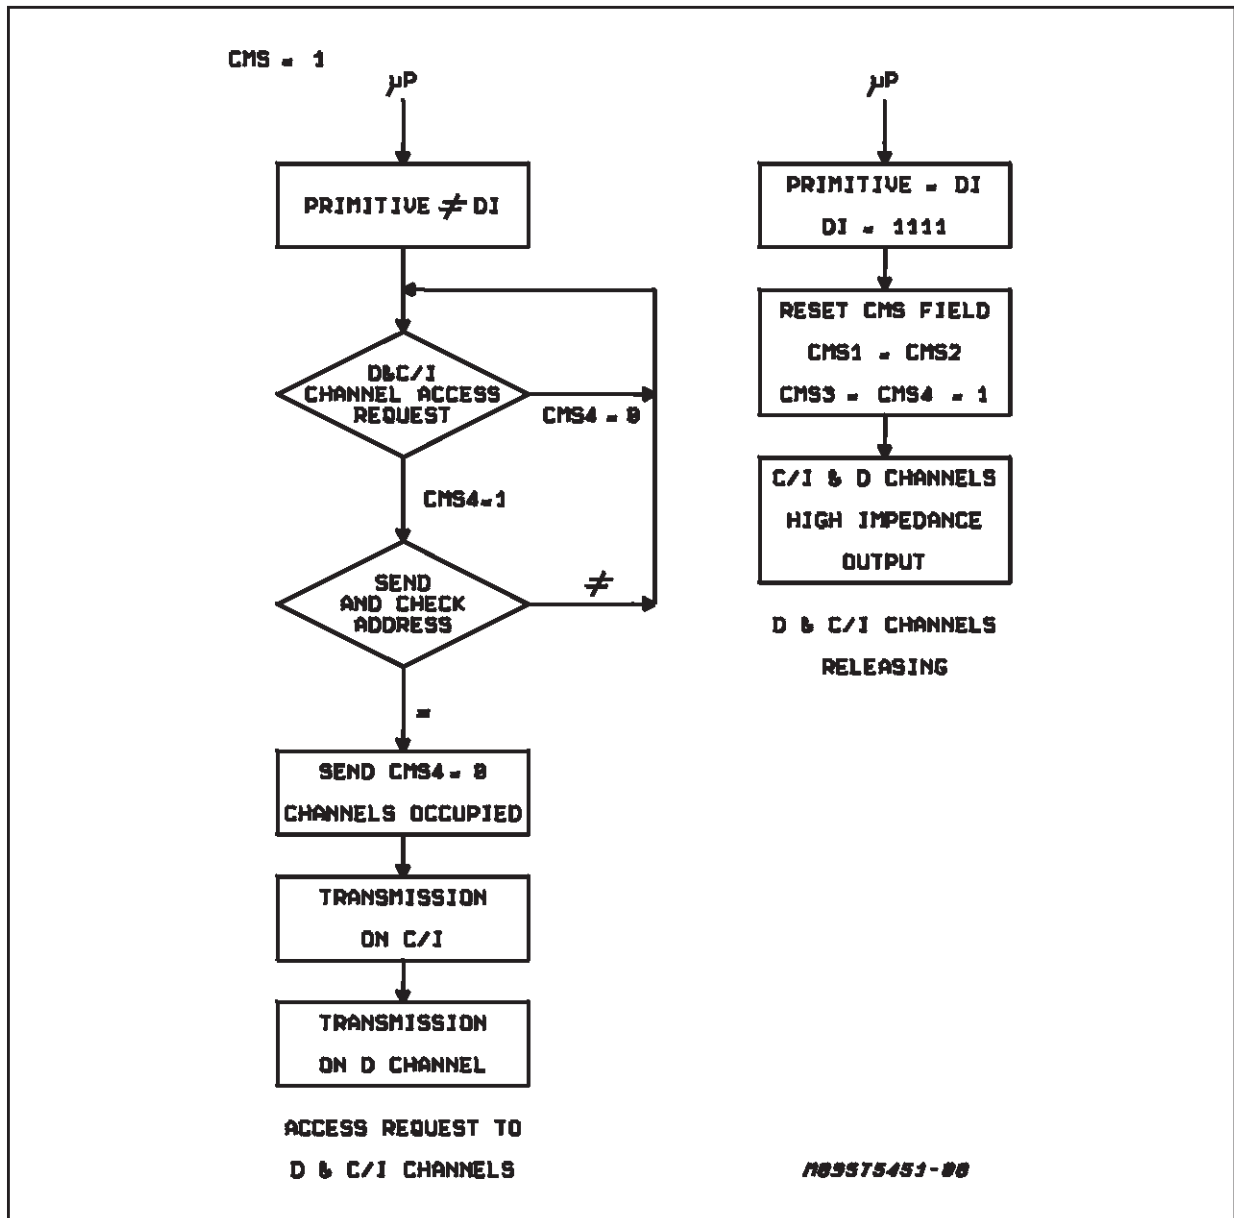 CMS = 1
µP
PRIMITIVE ≠ DI
D&C/I
CHANNEL ACCESS
REQUEST
CMS4 = 0
CMS4=1
SEND
AND CHECK
ADDRESS
≠
=
SEND CMS4 = 0
CHANNELS OCCUPIED
TRANSMISSION
ON C/I
TRANSMISSION
ON D CHANNEL
ACCESS REQUEST TO
D & C/I CHANNELS
µP
PRIMITIVE = DI
DI = 1111
RESET CMS FIELD
CMS1 = CMS2
CMS3 = CMS4 = 1
C/I & D CHANNELS
HIGH IMPEDANCE
OUTPUT
D & C/I CHANNELS
RELEASING